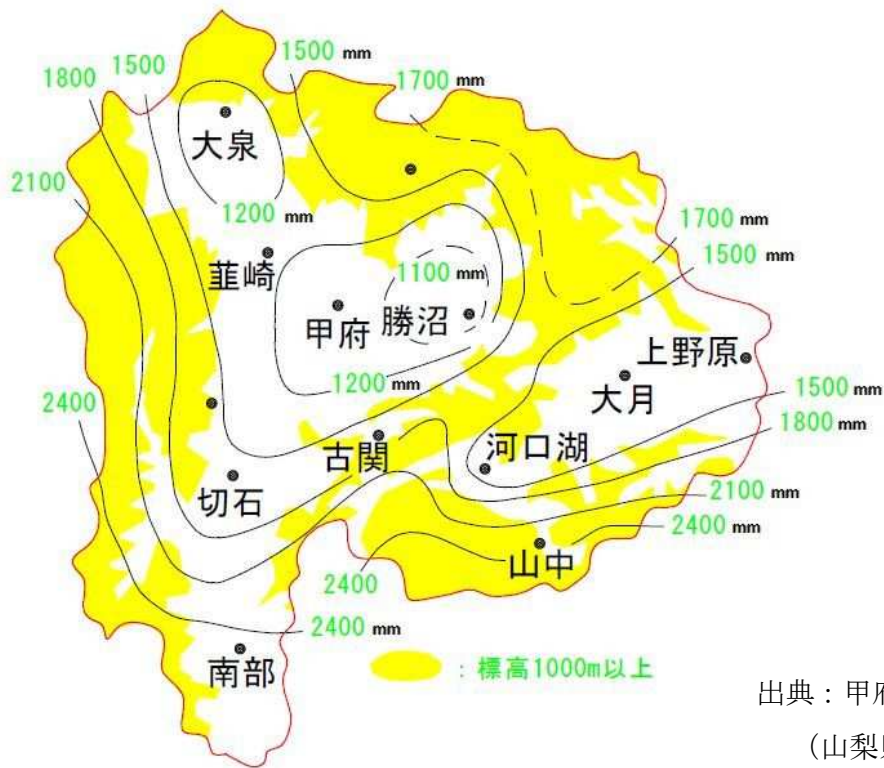 1500 mm
1800
1500
1700 mm
2100
大泉
1200 mm
1700 mm
1500 mm
韮崎
1100 mm
甲府
勝沼
上野原
1200 mm
大月
1500 mm
2400
1800 mm
古関
河口湖
切石
2100 mm
2400 mm
山中
2400
2400 mm
南部
：標高1000m以上
出典：甲府
（山梨県